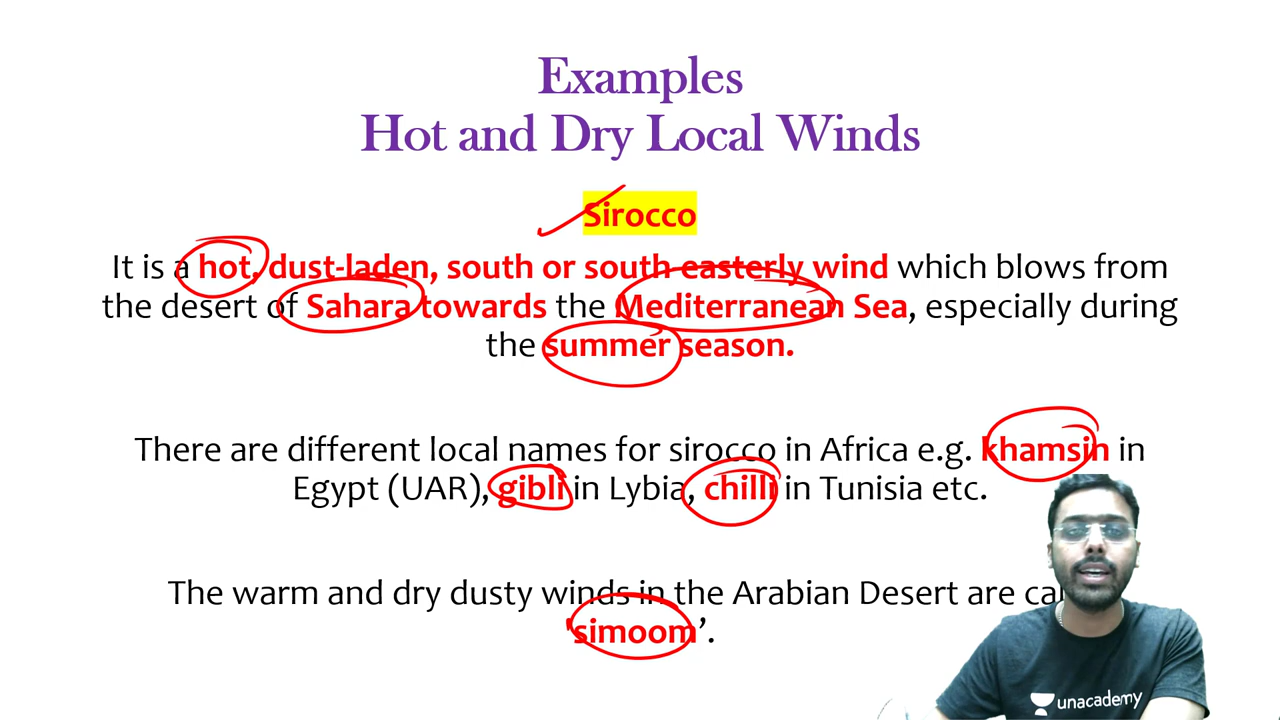 Examples
Hot and Dry Local Winds
Sirocco
It is a hot, dust-laden, south or south easterly wind which blows from
the desert of Sahara towards the Mediterranean Sea, especially during
the summer season.
There are different local names for sirocco in Africa e.g. khamsin in
Egypt (UAR), gibli in Lybia, chilli in Tunisia etc.
The warm and dry dusty winds in the Arabian Desert are
‘simoom’.
unacademy